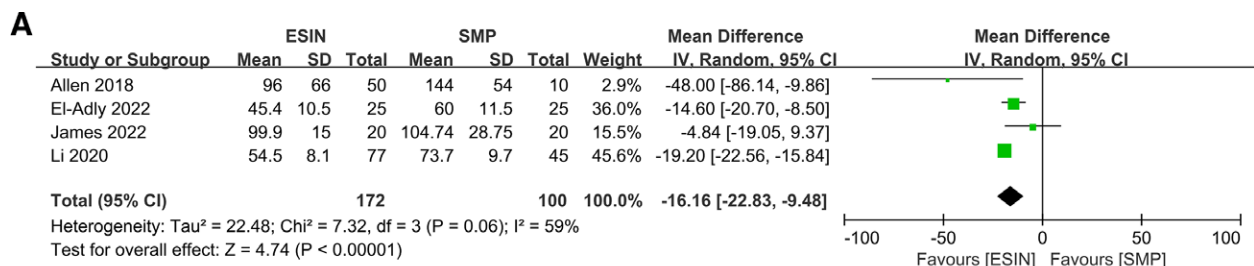 A
ESIN SMP Mean Difference Mean Difference
Study or Subgroup Mean SD Total Mean SD Total Weight IV, Random, 95% CI IV, Random, 95% CI
Allen 2018 96 66 50 144 54 10 2.9% -48.00 [-86.14, -9.86]
El-Adly 2022 45.4 10.5 25 60 11.5 25 36.0% -14.60 [-20.70, -8.50]
James 2022 99.9 15 20 104.74 28.75 20 15.5% -4.84 [-19.05, 9.37]
Li 2020 54.5 8.1 77 73.7 9.7 45 45.6% -19.20 [-22.56, -15.84]
Total (95% CI) 172 100 100.0% -16.16 [-22.83, -9.48]
Heterogeneity: Tau² = 22.48; Chi² = 7.32, df = 3 (P = 0.06); I² = 59%
Test for overall effect: Z = 4.74 (P < 0.00001)
-100 -50 0 50 100
Favours [ESIN] Favours [SMP]